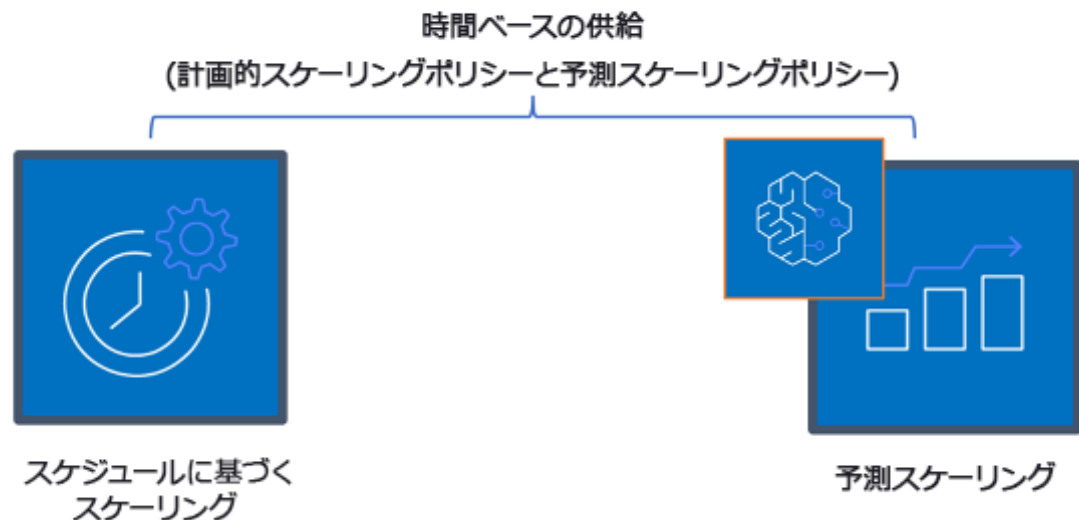 時間ベースの供給
(計画的スケーリングポリシーと予測スケーリングポリシー)
スケジュールに基づく
スケーリング
予測スケーリング